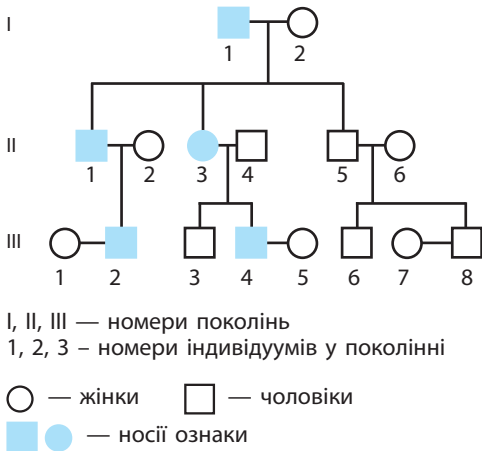 I
1 2
II
1 2 3 4 5 6
III
1 2 3 4 5 6 7 8
I, II, III — номери поколінь
1, 2, 3 – номери індивідуумів у поколінні
— жінки — чоловіки
— носії ознаки